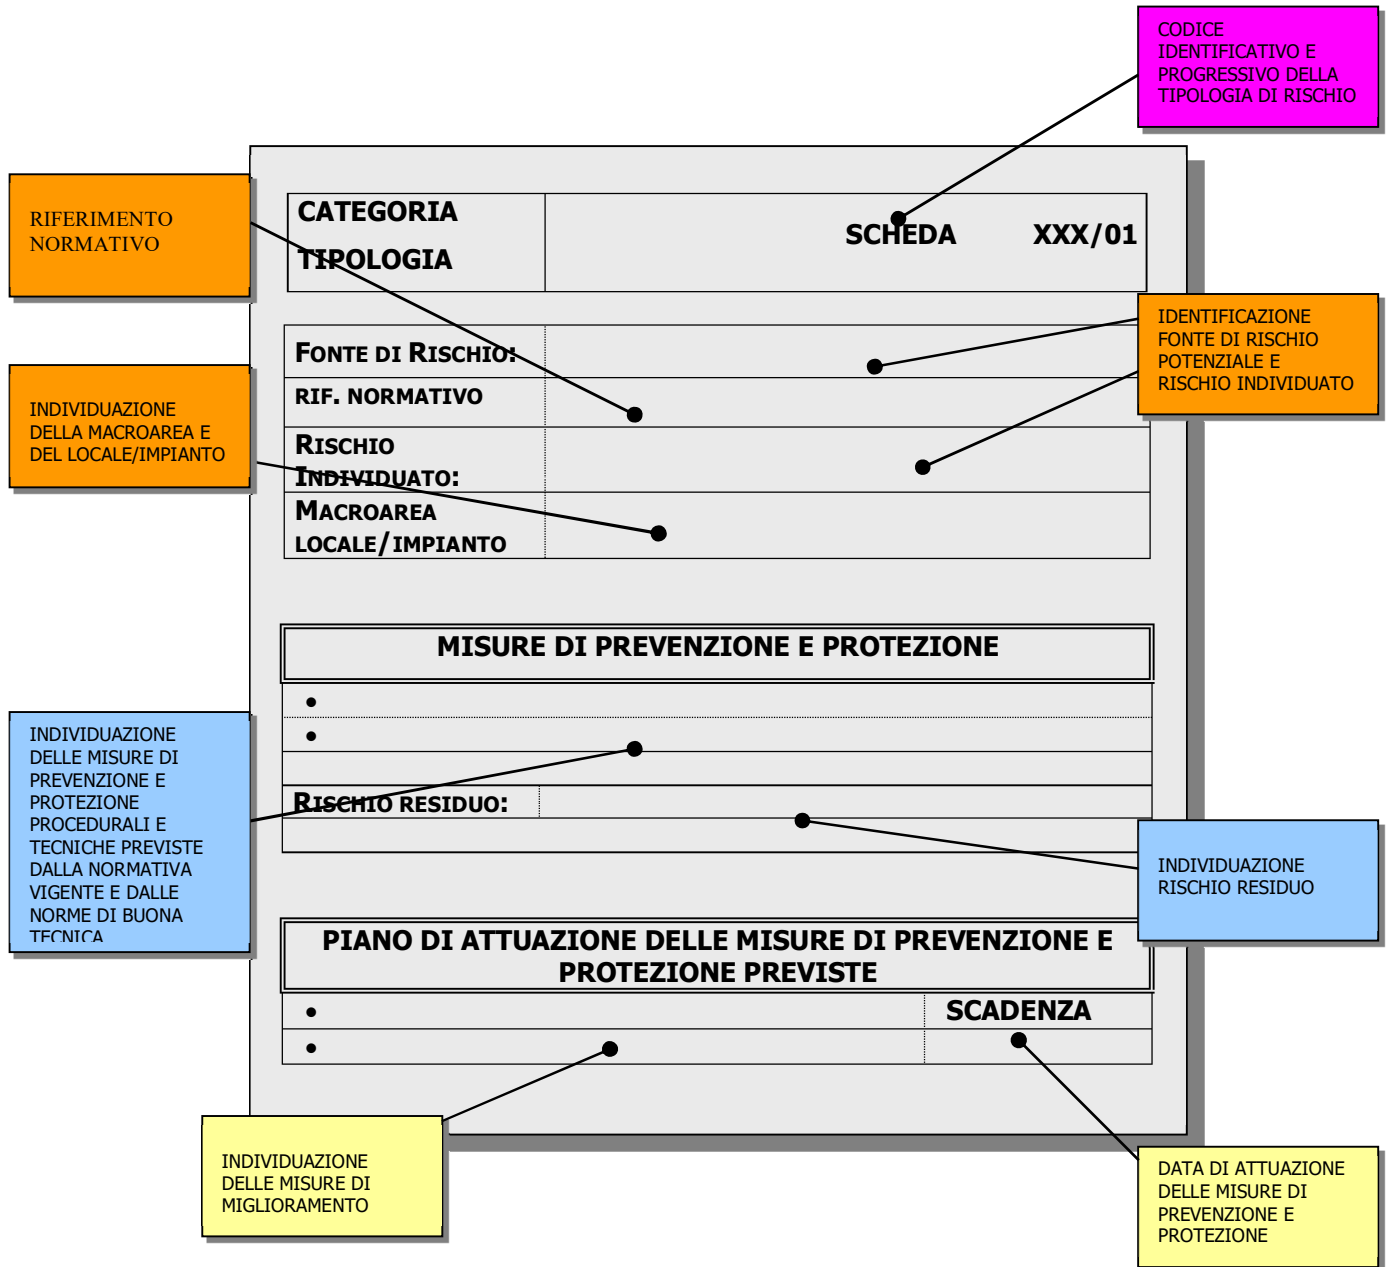 CODICE
IDENTIFICATIVO E
PROGRESSIVO DELLA
TIPOLOGIA DI RISCHIO
RIFERIMENTO
NORMATIVO
CATEGORIA
TIPOLOGIA
SCHEDA XXX/01
IDENTIFICAZIONE
FONTE DI RISCHIO
POTENZIALE E
RISCHIO INDIVIDUATO
FONTE DI RISCHIO:
RIF. NORMATIVO
RISCHIO
INDIVIDUATO:
MACROAREA
LOCALE/IMPIANTO
INDIVIDUAZIONE
DELLA MACROAREA E
DEL LOCALE/IMPIANTO
MISURE DI PREVENZIONE E PROTEZIONE
•
•
RISCHIO RESIDUO:
INDIVIDUAZIONE
DELLE MISURE DI
PREVENZIONE E
PROTEZIONE
PROCEDURALI E
TECNICHE PREVISTE
DALLA NORMATIVA
VIGENTE E DALLE
NORME DI BUONA
TECNICA
INDIVIDUAZIONE
RISCHIO RESIDUO
PIANO DI ATTUAZIONE DELLE MISURE DI PREVENZIONE E
PROTEZIONE PREVISTE
• SCADENZA
•
INDIVIDUAZIONE
DELLE MISURE DI
MIGLIORAMENTO
DATA DI ATTUAZIONE
DELLE MISURE DI
PREVENZIONE E
PROTEZIONE